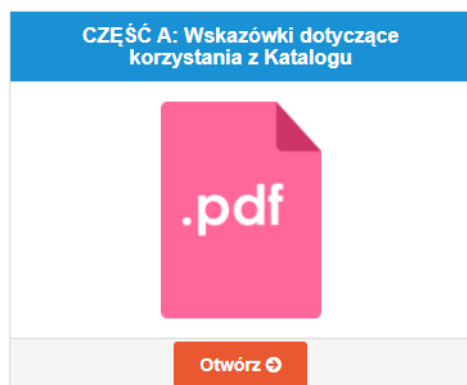 CZĘŚĆ A: Wskazówki dotyczące
korzystania z Katalogu
.pdf
Otwórz